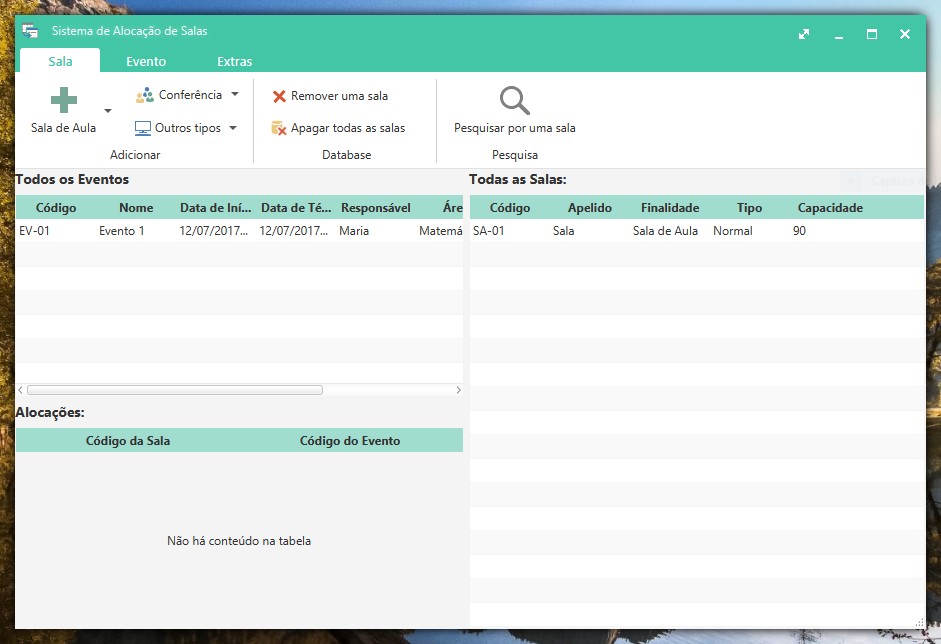 Sistema de Alocação de Salas
Sala Evento Extras
Sala de Aula
Conferência
Outros tipos
Adicionar
Remover uma sala
Apagar todas as salas
Database
Pesquisar por uma sala
Pesquisa
Todos os Eventos
Código Nome Data de Iní... Data de Té... Responsável Áre
EV-01 Evento 1 12/07/2017... 12/07/2017... Maria Matemá
Alocações:
Código da Sala Código do Evento
Não há conteúdo na tabela
Todas as Salas:
Código Apelido Finalidade Tipo Capacidade
SA-01 Sala Sala de Aula Normal 90